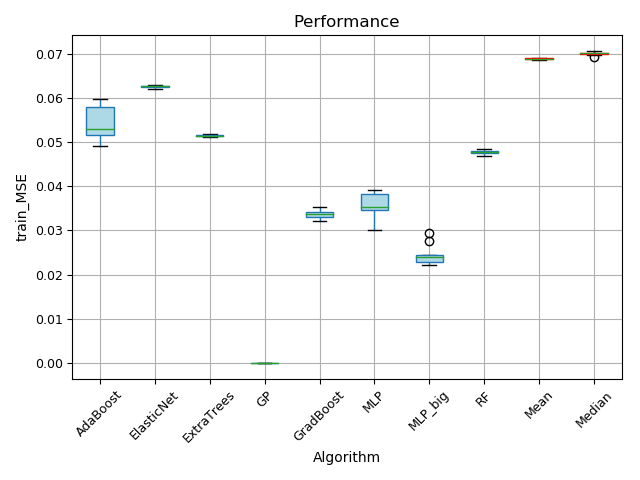 Performance
train_MSE
0.07
0.06
0.05
0.04
0.03
0.02
0.01
0.00
AdaBoost
ElasticNet
ExtraTrees
GP
GradBoost
MLP
MLP_big
RF
Mean
Median
Algorithm